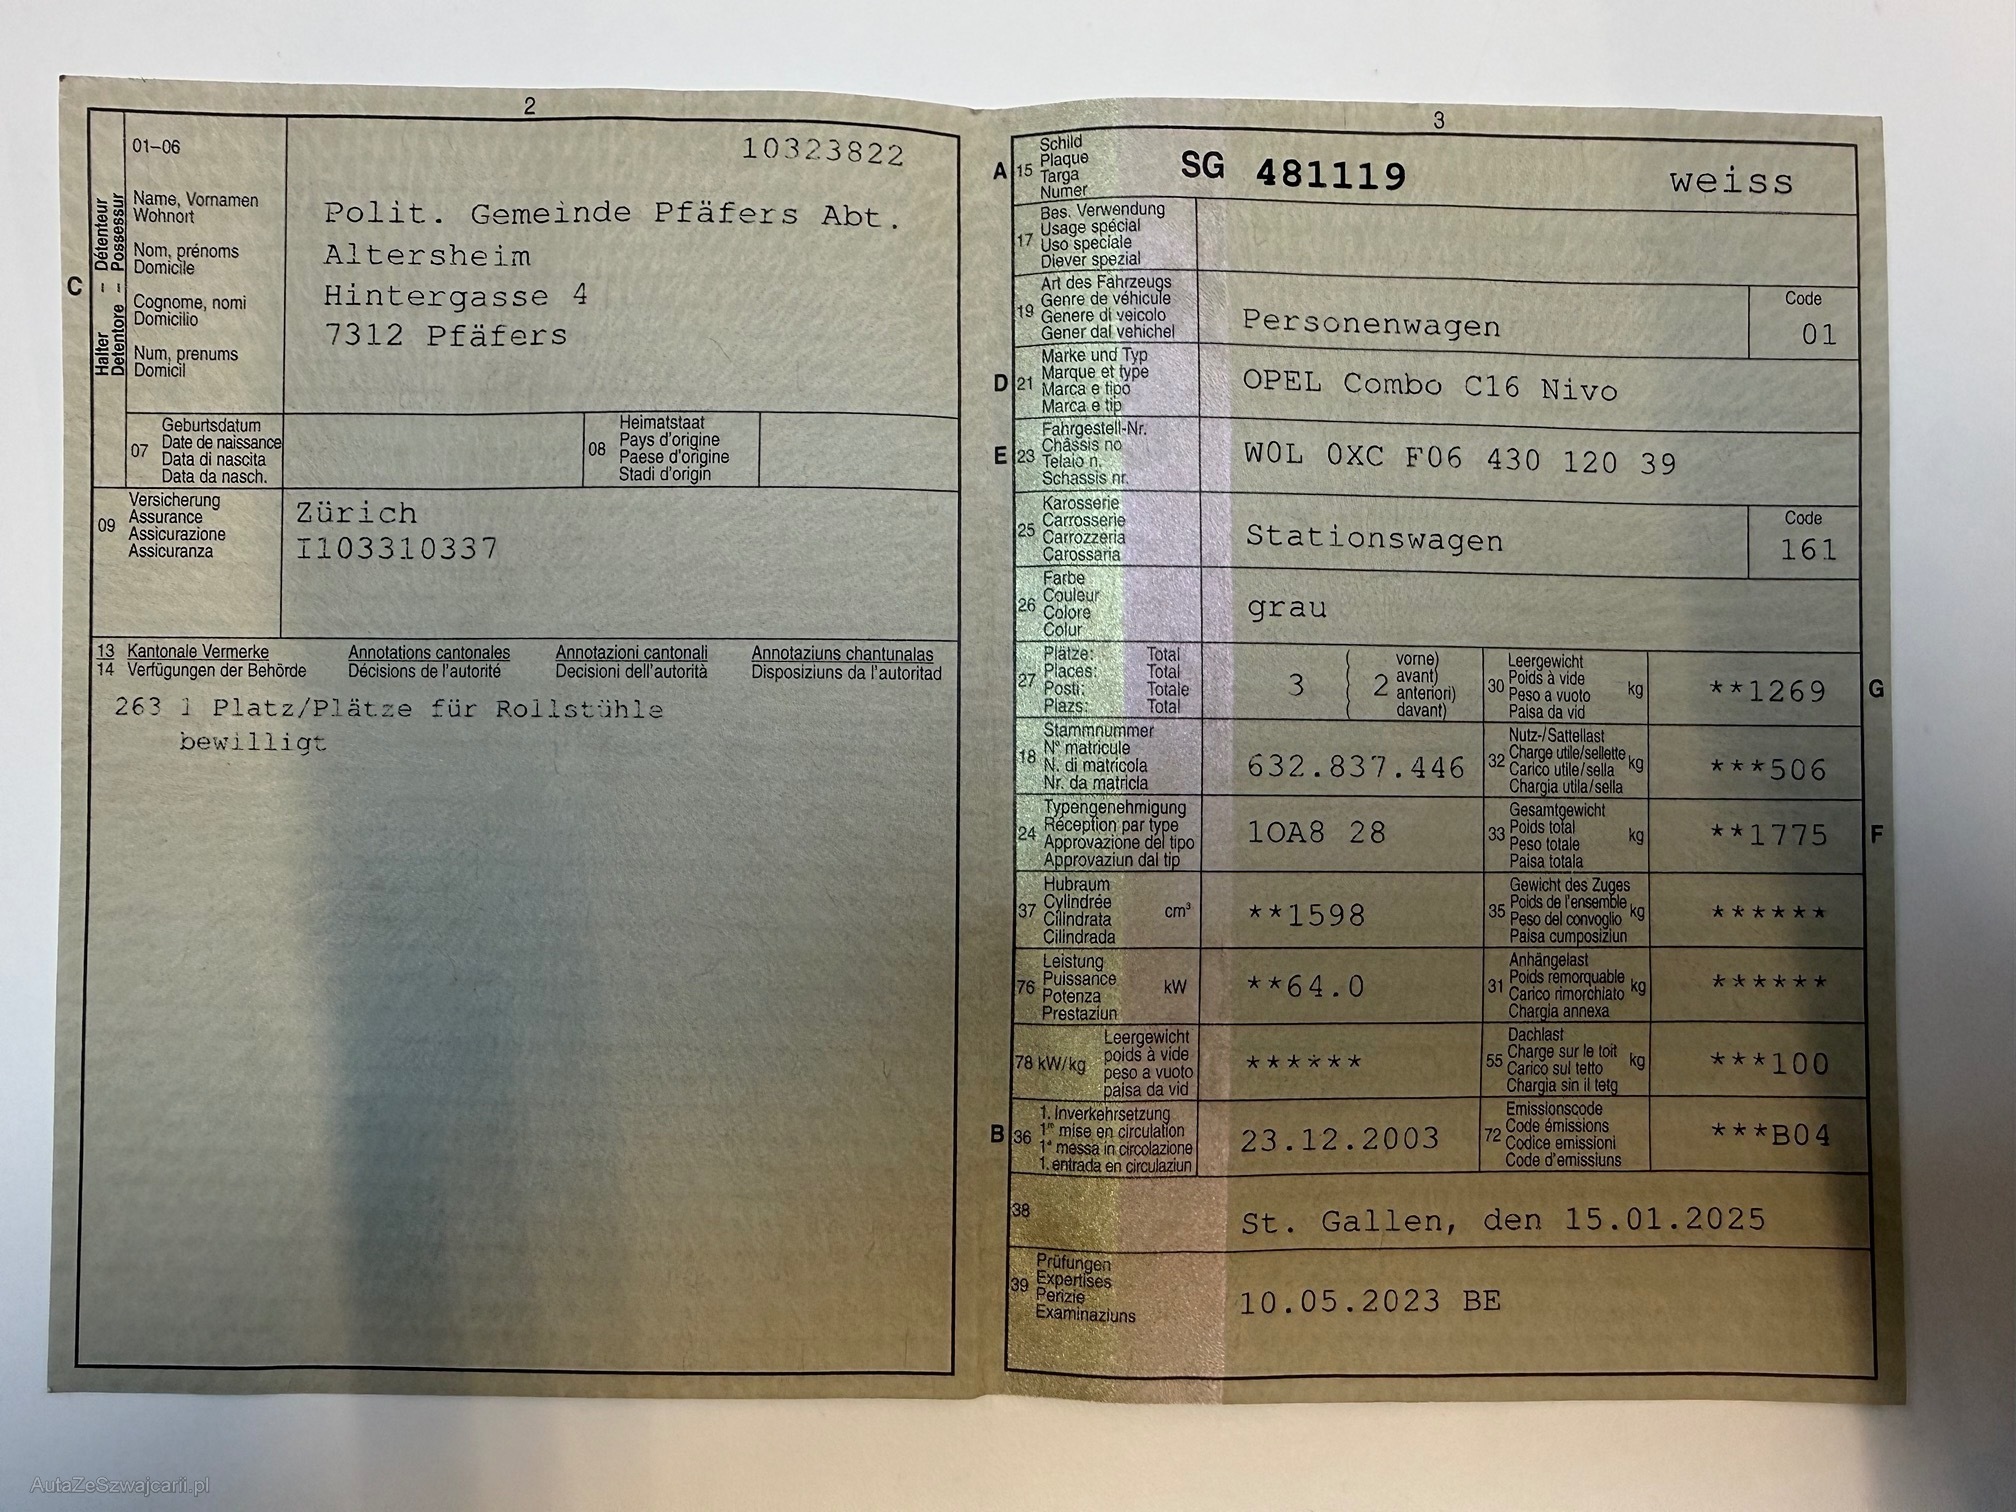 2
01–06
10323822
C
Halter – Détenteur
Detentore – Possessur
Name, Vornamen
Wohnort
Nom, prénoms
Domicile
Cognome, nomi
Domicilio
Num, prenums
Domicil
Polit. Gemeinde Pfäfers Abt.
Altersheim
Hintergasse 4
7312 Pfäfers
07
Geburtsdatum
Date de naissance
Data di nascita
Data da nasch.
08
Heimatstaat
Pays d'origine
Paese d'origine
Stadi d'origin
09
Versicherung
Assurance
Assicurazione
Assicuranza
Zürich
I103310337
13 Kantonale Vermerke Annotations cantonales Annotazioni cantonali Annotaziuns chantunalas
14 Verfügungen der Behörde Décisions de l'autorité Decisioni dell'autorità Disposiziuns da l'autoritad
263 1 Platz/Plätze für Rollstühle
bewilligt
3
A 15
Schild
Plaque
Targa
Numer
SG 481119 weiss
17
Bes. Verwendung
Usage spécial
Uso speciale
Diever spezial
19
Art des Fahrzeugs
Genre de véhicule
Genere di veicolo
Gener dal vehichel
Personenwagen
Code
01
D 21
Marke und Typ
Marque et type
Marca e tipo
Marca e tip
OPEL Combo C16 Nivo
E 23
Fahrgestell-Nr.
Châssis no
Telaio n.
Schassis nr.
W0L 0XC F06 430 120 39
25
Karosserie
Carrosserie
Carrozzeria
Carossaria
Stationswagen
Code
161
26
Farbe
Couleur
Colore
Colur
grau
27
Plätze: Total
Places: Total
Posti: Totale
Plazs: Total
3 ( 2
vorne)
avant)
anteriori)
davant)
30
Leergewicht
Poids à vide
Peso a vuoto
Paisa da vid
kg
**1269
G
18
Stammnummer
N° matricule
N. di matricola
Nr. da matricla
632.837.446
32
Nutz-/Sattellast
Charge utile/sellette
Carico utile/sella
Chargia utila/sella
kg
***506
24
Typengenehmigung
Réception par type
Approvazione del tipo
Approvaziun dal tip
1OA8 28
33
Gesamtgewicht
Poids total
Peso totale
Paisa totala
kg
**1775
F
37
Hubraum
Cylindrée
Cilindrata
Cilindrada
cm³
**1598
35
Gewicht des Zuges
Poids de l'ensemble
Peso del convoglio
Paisa cumposiziun
kg
******
76
Leistung
Puissance
Potenza
Prestaziun
kW
**64.0
31
Anhängelast
Poids remorquable
Carico rimorchiato
Chargia annexa
kg
******
78 kW/kg
Leergewicht
poids à vide
peso a vuoto
paisa da vid
******
55
Dachlast
Charge sur le toit
Carico sul tetto
Chargia sin il tetg
kg
***100
B 36
1. Inverkehrsetzung
1re mise en circulation
1a messa in circolazione
1. entrada en circulaziun
23.12.2003
72
Emissionscode
Code émissions
Codice emissioni
Code d'emissiuns
***B04
38
St. Gallen, den 15.01.2025
39
Prüfungen
Expertises
Perizie
Examinaziuns
10.05.2023 BE
AutaZeSzwajcarii.pl